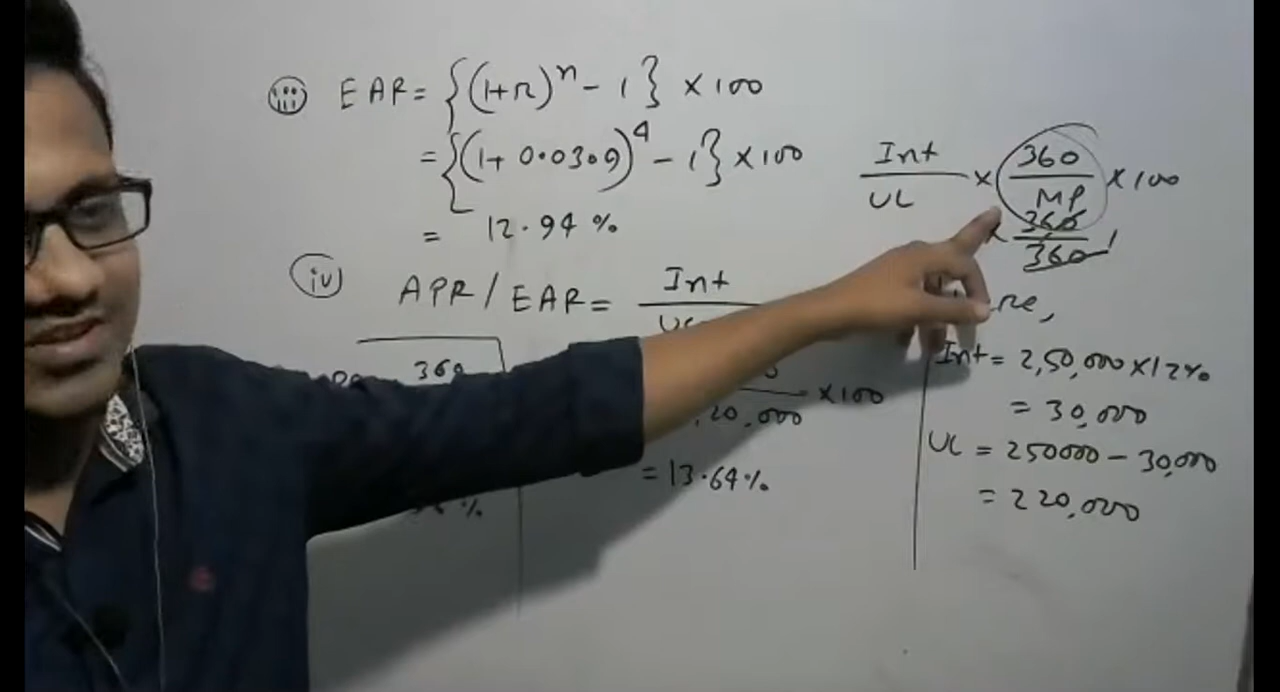 iii EAR = {(1+r)^n - 1} × 100
= {(1 + 0.0309)^4 - 1} × 100
= 12.94 %
Int / UL × 360 / MP × 100
× 360 / 360
iv APR / EAR = Int
360
20,000 × 100
= 13.64 %
Int = 2,50,000 × 12%
= 30,000
UL = 250000 - 30,000
= 220,000